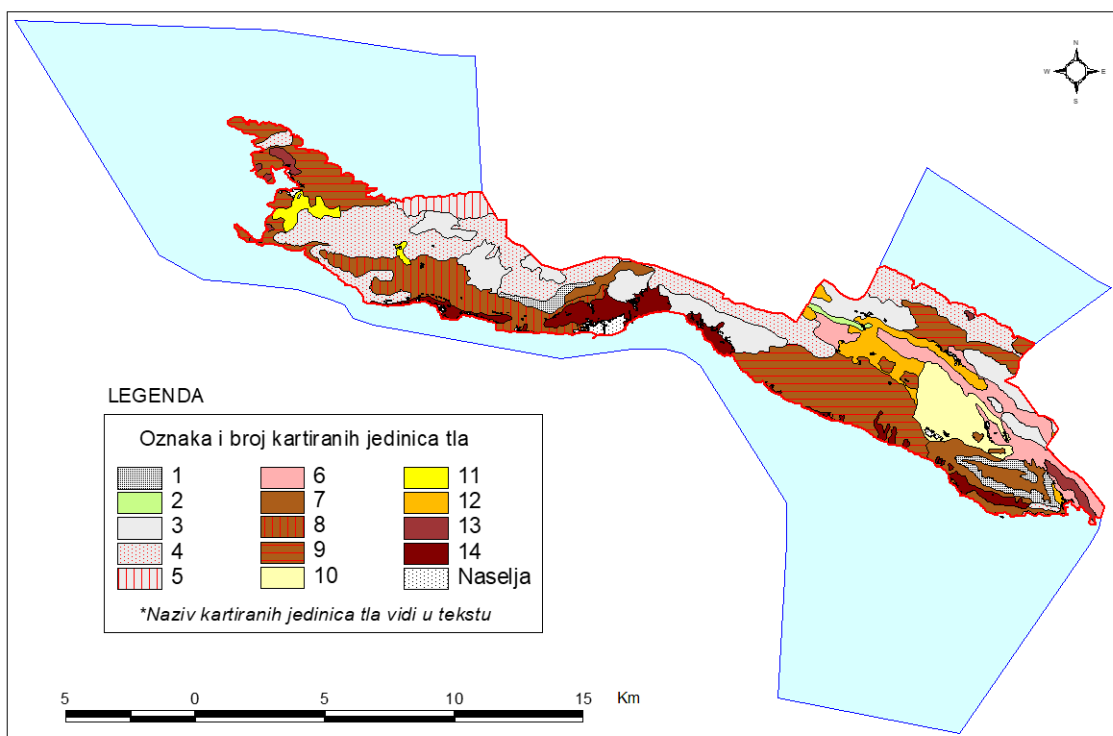 N
W E
S
LEGENDA
Oznaka i broj kartiranih jedinica tla
1 6 11
2 7 12
3 8 13
4 9 14
5 10 Naselja
*Naziv kartiranih jedinica tla vidi u tekstu
5 0 5 10 15 Km